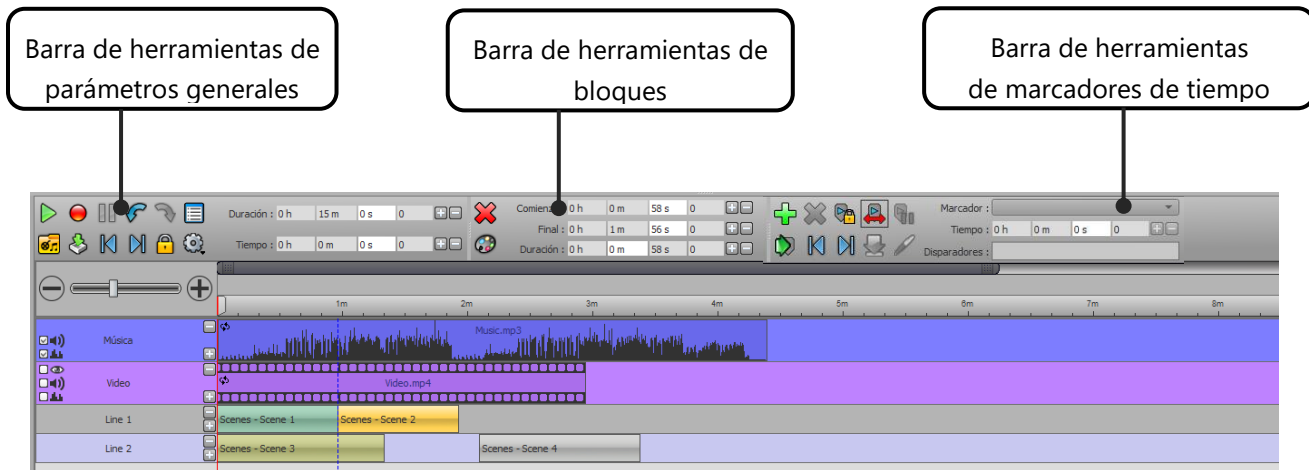 Barra de herramientas de
parámetros generales
Barra de herramientas de
bloques
Barra de herramientas
de marcadores de tiempo
Duración : 0 h 15 m 0 s 0
Tiempo : 0 h 0 m 0 s 0
Comienz 0 h 0 m 58 s 0
Final : 0 h 1 m 56 s 0
Duración : 0 h 0 m 58 s 0
Marcador :
Tiempo : 0 h 0 m 0 s 0
Disparadores :
1m 2m 3m 4m 5m 6m 7m 8m
Música
Music.mp3
Video
Video.mp4
Line 1
Scenes - Scene 1
Scenes - Scene 2
Line 2
Scenes - Scene 3
Scenes - Scene 4